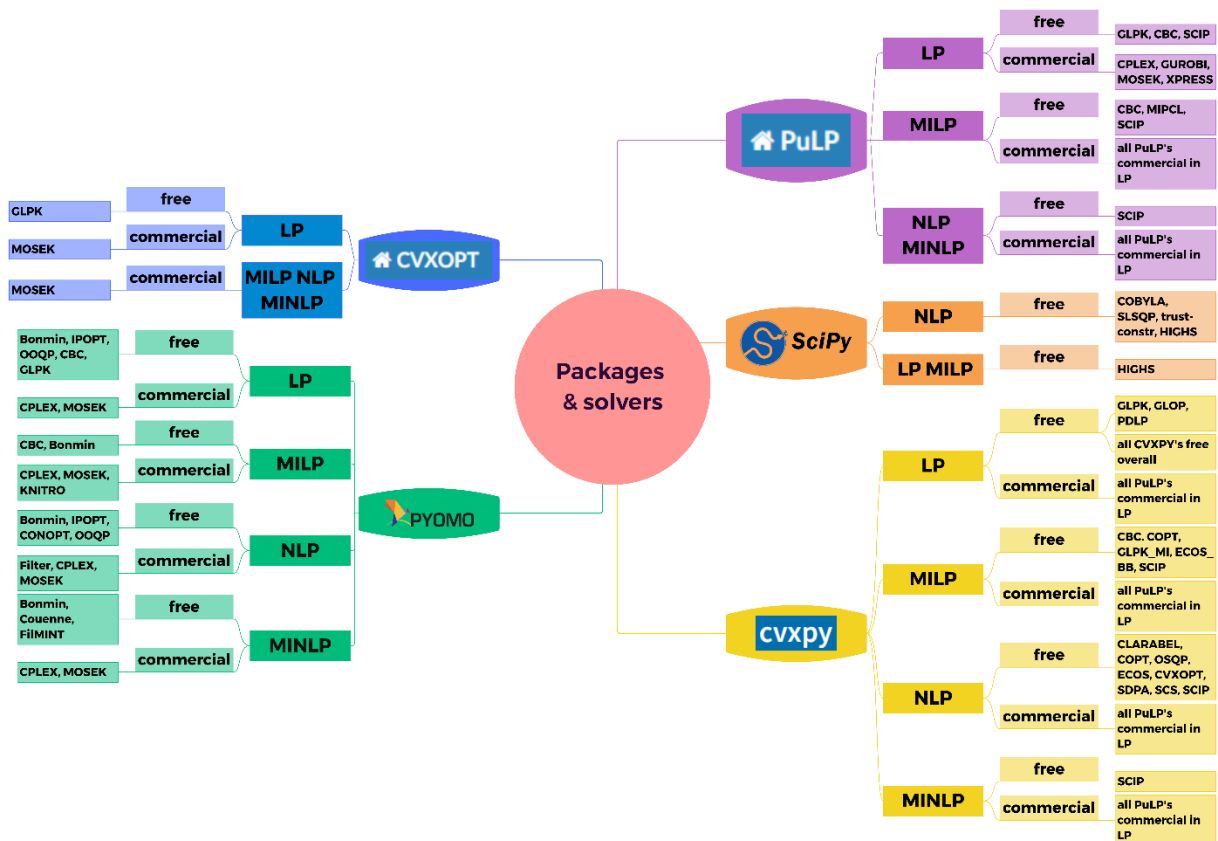 Packages
& solvers
PuLP
LP
free
GLPK, CBC, SCIP
commercial
CPLEX, GUROBI,
MOSEK, XPRESS
MILP
free
CBC, MIPCL,
SCIP
commercial
all PuLP's
commercial in
LP
NLP
MINLP
free
SCIP
commercial
all PuLP's
commercial in
LP
SciPy
NLP
free
COBYLA,
SLSQP, trust-
constr, HIGHS
LP MILP
free
HIGHS
cvxpy
LP
free
GLPK, GLOP,
PDLP
all CVXPY's free
overall
commercial
all PuLP's
commercial in
LP
MILP
free
CBC. COPT,
GLPK_MI, ECOS_
BB, SCIP
commercial
all PuLP's
commercial in
LP
NLP
free
CLARABEL,
COPT, OSQP,
ECOS, CVXOPT,
SDPA, SCS, SCIP
commercial
all PuLP's
commercial in
LP
MINLP
free
SCIP
commercial
all PuLP's
commercial in
LP
CVXOPT
LP
free
GLPK
commercial
MOSEK
MILP NLP
MINLP
commercial
MOSEK
PYOMO
LP
free
Bonmin, IPOPT,
OOQP, CBC,
GLPK
commercial
CPLEX, MOSEK
MILP
free
CBC, Bonmin
commercial
CPLEX, MOSEK,
KNITRO
NLP
free
Bonmin, IPOPT,
CONOPT, OOQP
commercial
Filter, CPLEX,
MOSEK
MINLP
free
Bonmin,
Couenne,
FilMINT
commercial
CPLEX, MOSEK